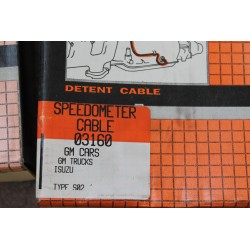 DETENT CABLE
SPEEDOMETER
CABLE
03160
GM CARS
GM TRUCKS
ISUZU
TYPE S02